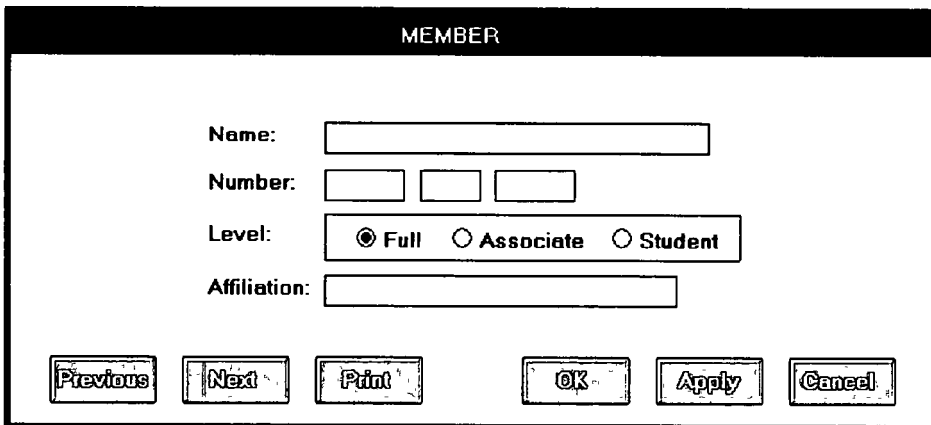 MEMBER
Name:
Number:
Level: Full Associate Student
Affiliation:
Previous Next Print OK Apply Cancel